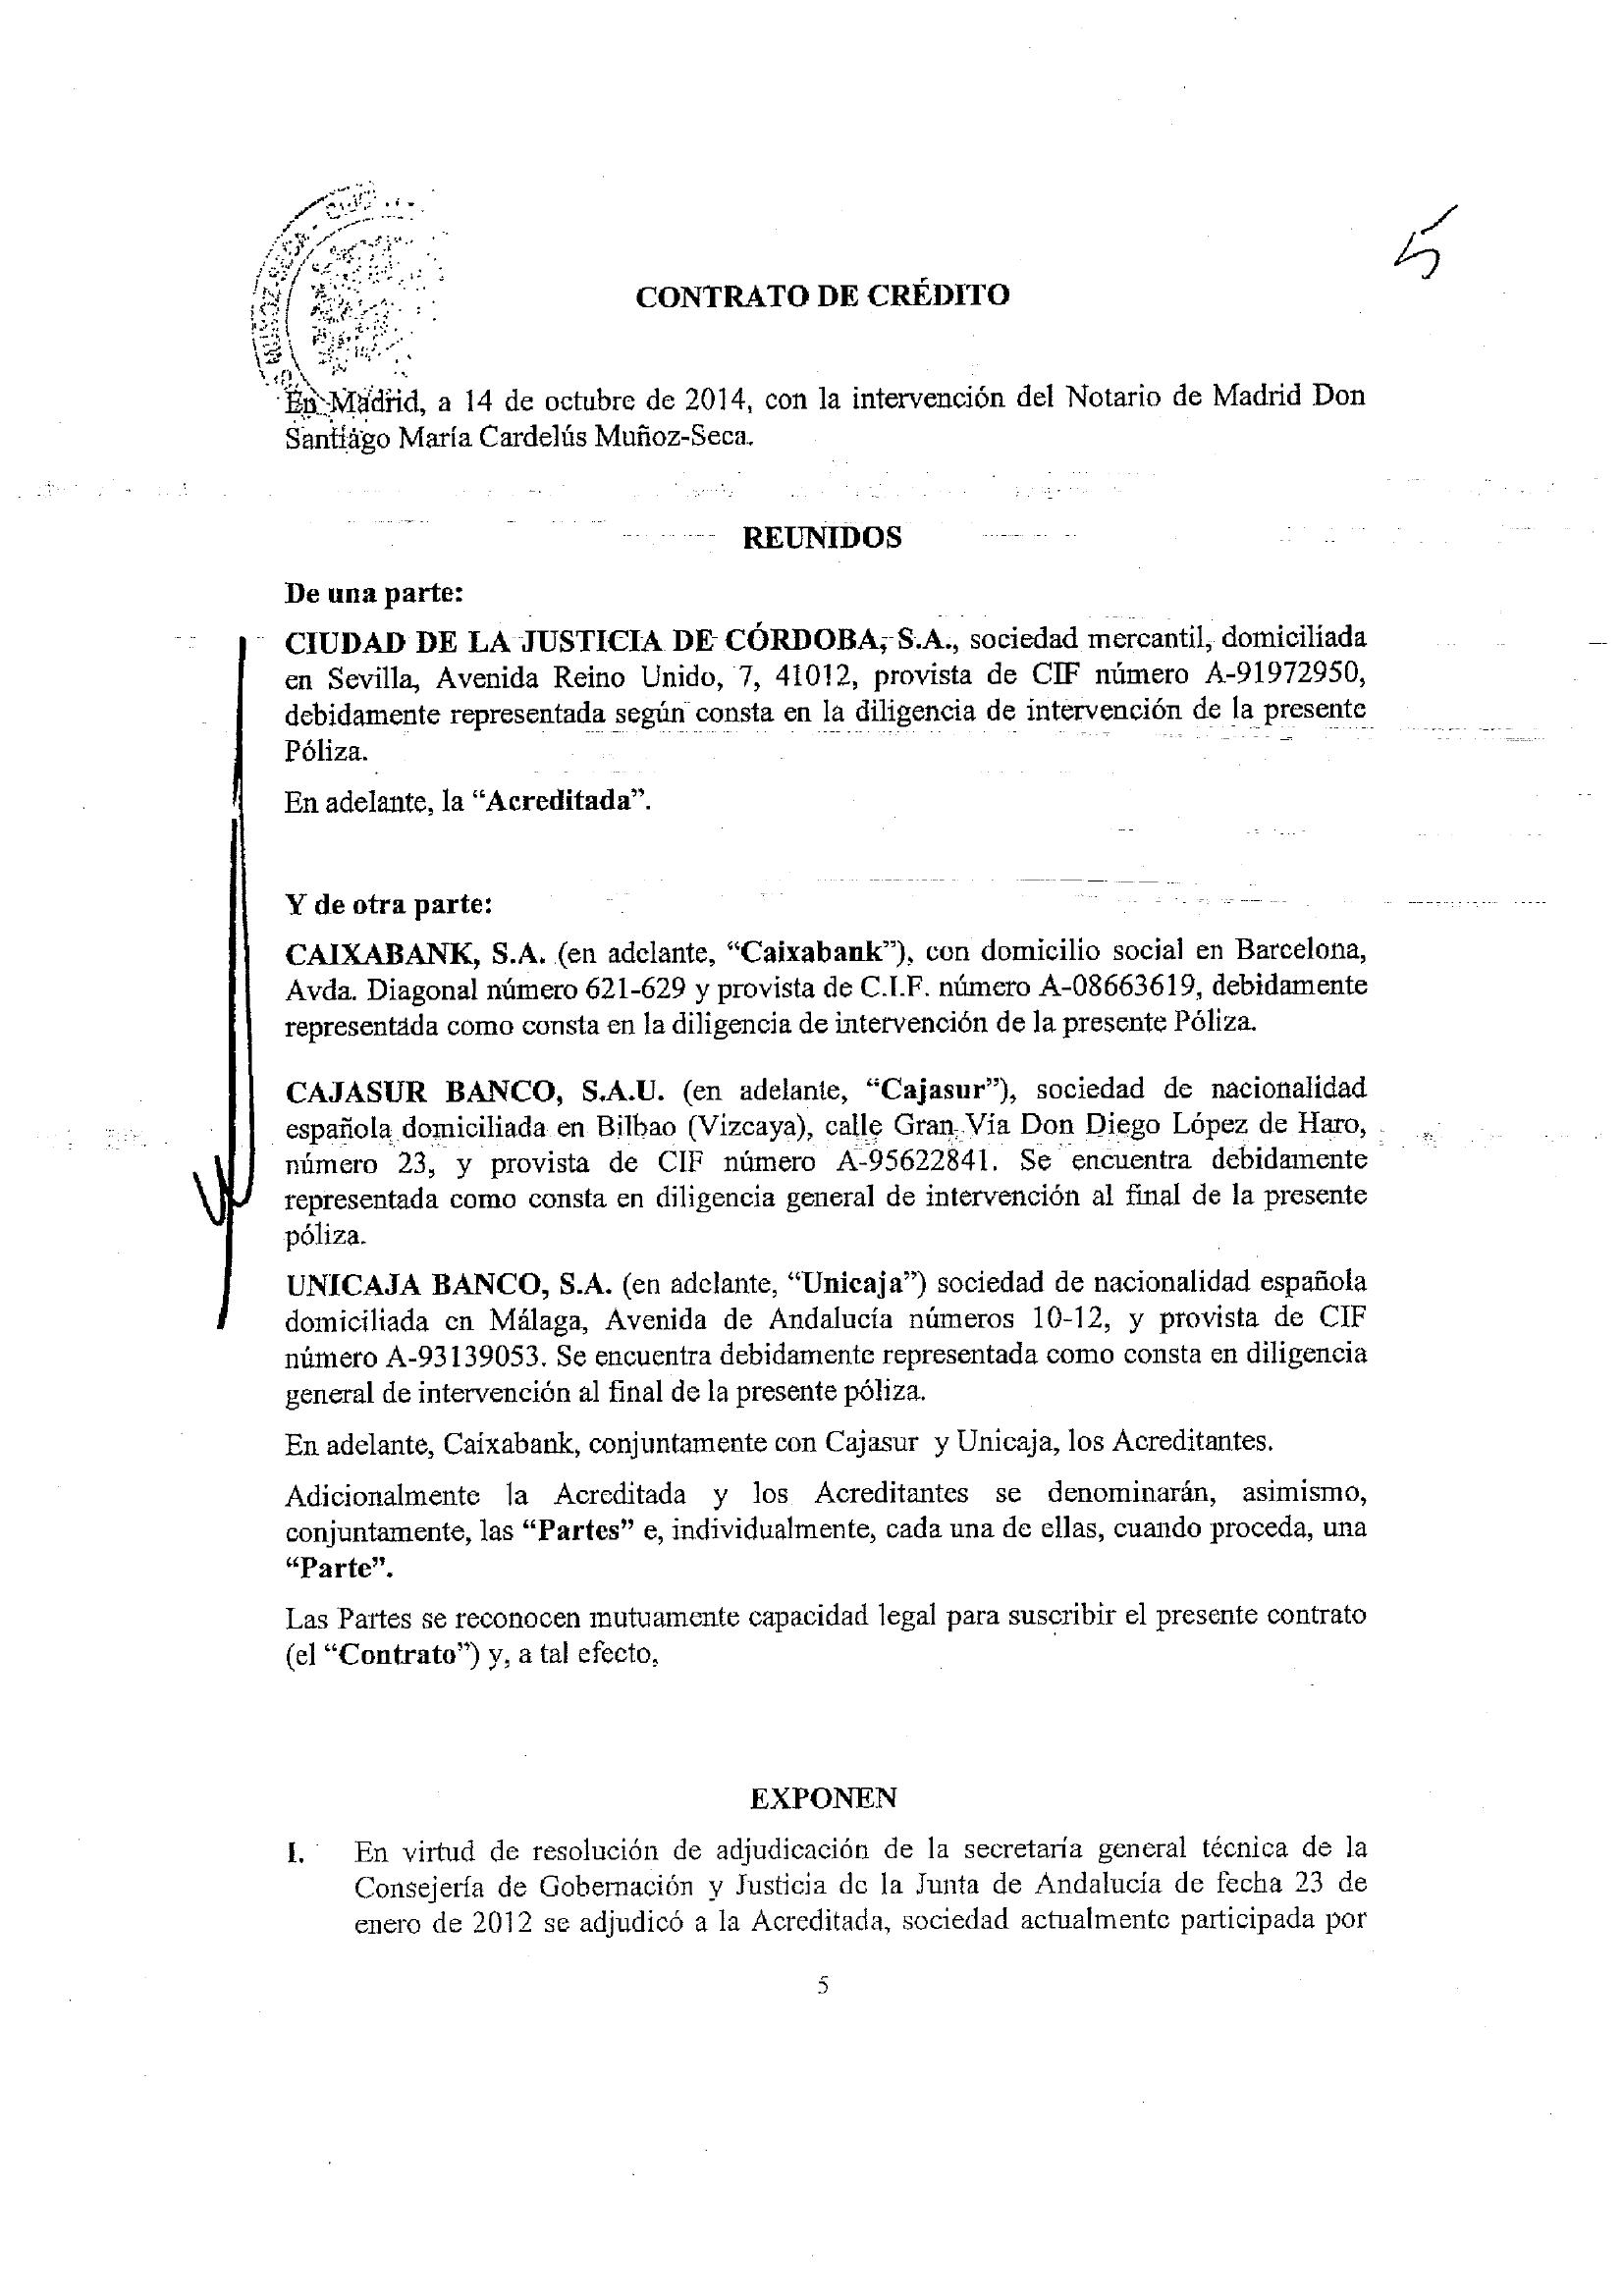 5
CONTRATO DE CRÉDITO
En Madrid, a 14 de octubre de 2014, con la intervención del Notario de Madrid Don
Santiago María Cardelús Muñoz-Seca.
REUNIDOS
De una parte:
CIUDAD DE LA JUSTICIA DE CÓRDOBA, S.A., sociedad mercantil, domiciliada
en Sevilla, Avenida Reino Unido, 7, 41012, provista de CIF número A-91972950,
debidamente representada según consta en la diligencia de intervención de la presente
Póliza.
En adelante, la “Acreditada”.
Y de otra parte:
CAIXABANK, S.A. (en adelante, “Caixabank”), con domicilio social en Barcelona,
Avda. Diagonal número 621-629 y provista de C.I.F. número A-08663619, debidamente
representada como consta en la diligencia de intervención de la presente Póliza.
CAJASUR BANCO, S.A.U. (en adelante, “Cajasur”), sociedad de nacionalidad
española domiciliada en Bilbao (Vizcaya), calle Gran Vía Don Diego López de Haro,
número 23, y provista de CIF número A-95622841. Se encuentra debidamente
representada como consta en diligencia general de intervención al final de la presente
póliza.
UNICAJA BANCO, S.A. (en adelante, “Unicaja”) sociedad de nacionalidad española
domiciliada en Málaga, Avenida de Andalucía números 10-12, y provista de CIF
número A-93139053. Se encuentra debidamente representada como consta en diligencia
general de intervención al final de la presente póliza.
En adelante, Caixabank, conjuntamente con Cajasur y Unicaja, los Acreditantes.
Adicionalmente la Acreditada y los Acreditantes se denominarán, asimismo,
conjuntamente, las “Partes” e, individualmente, cada una de ellas, cuando proceda, una
“Parte”.
Las Partes se reconocen mutuamente capacidad legal para suscribir el presente contrato
(el “Contrato”) y, a tal efecto,
EXPONEN
I. En virtud de resolución de adjudicación de la secretaría general técnica de la
Consejería de Gobernación y Justicia de la Junta de Andalucía de fecha 23 de
enero de 2012 se adjudicó a la Acreditada, sociedad actualmente participada por
5